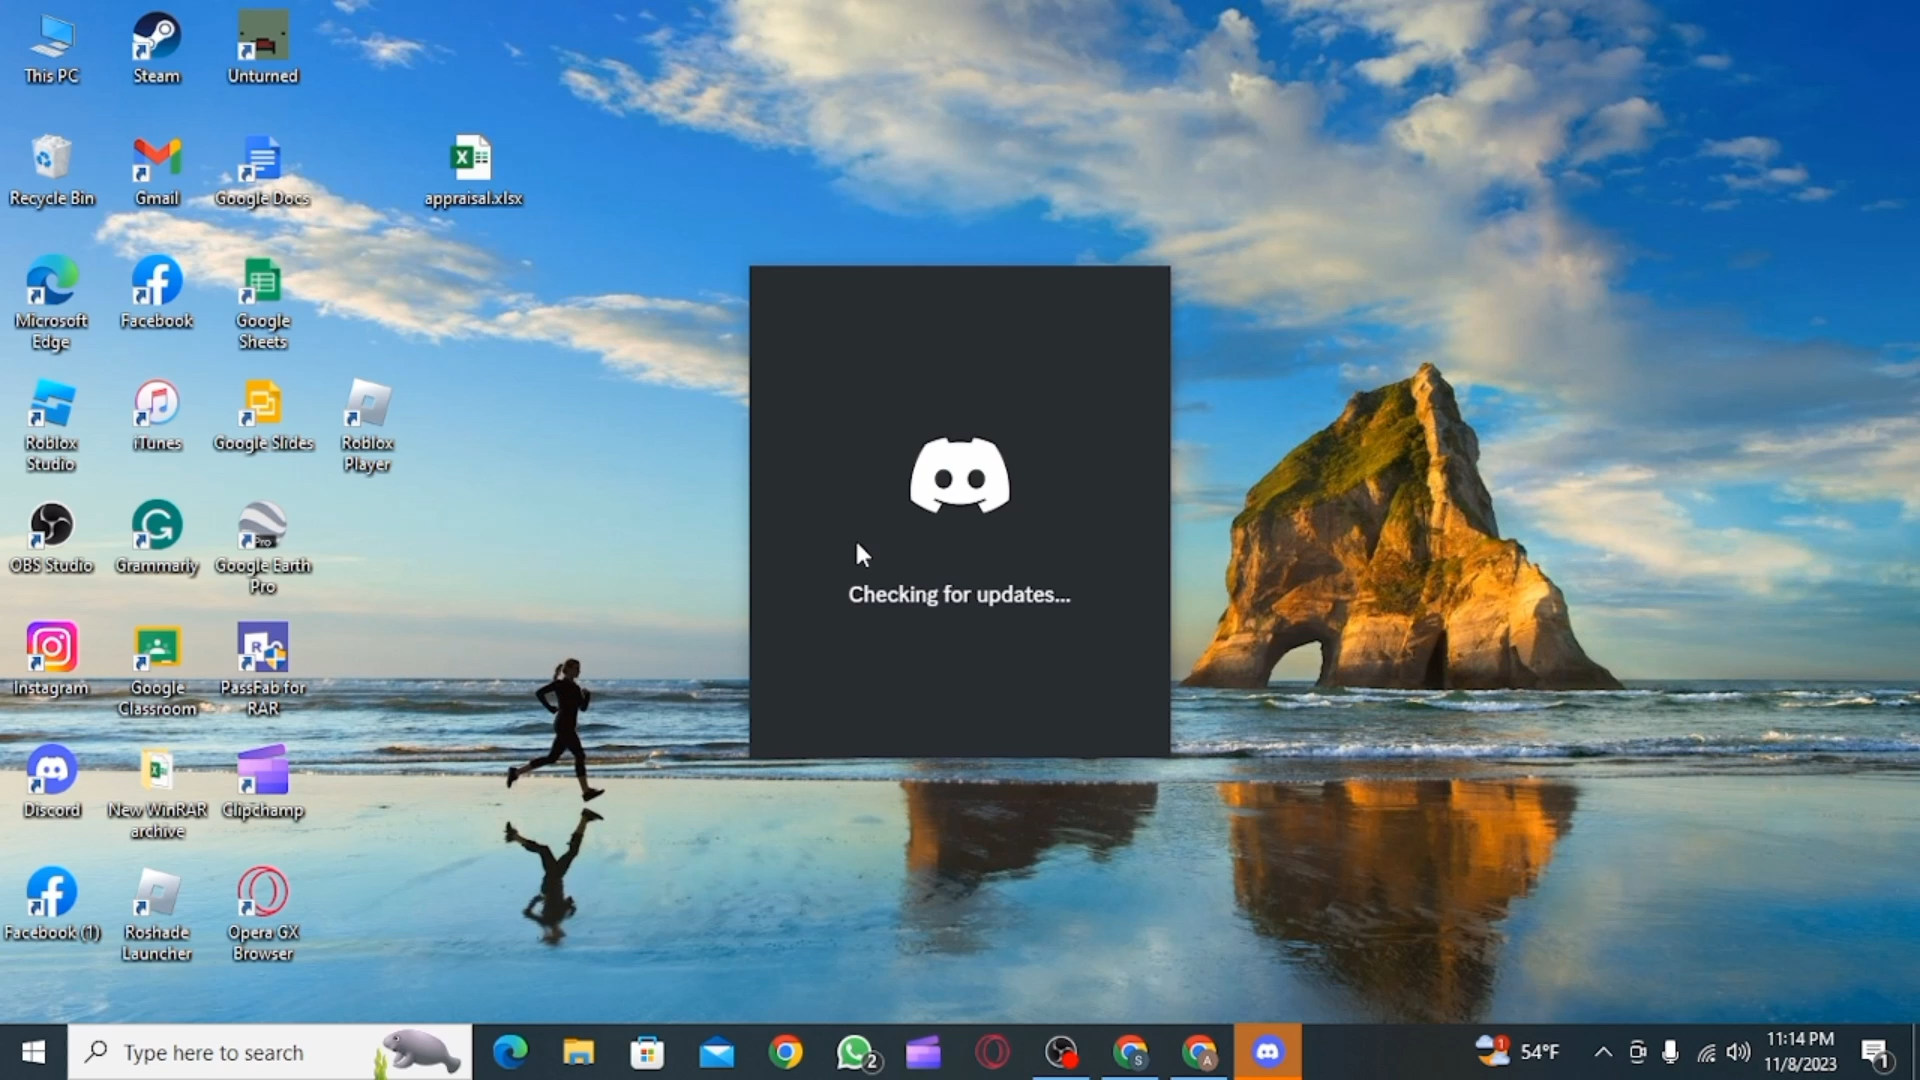 This PC
Steam
Unturned
Recycle Bin
Gmail
Google Docs
appraisal.xlsx
Microsoft
Edge
Facebook
Google
Sheets
Roblox
Studio
iTunes
Google Slides
Roblox
Player
OBS Studio
Grammarly
Google Earth
Pro
Instagram
Google
Classroom
PassFab for
RAR
Discord
New WinRAR
archive
Clipchamp
Facebook (1)
Roshade
Launcher
Opera GX
Browser
Checking for updates...
Type here to search
2
S
A
1
54°F
11:14 PM
11/8/2023
1